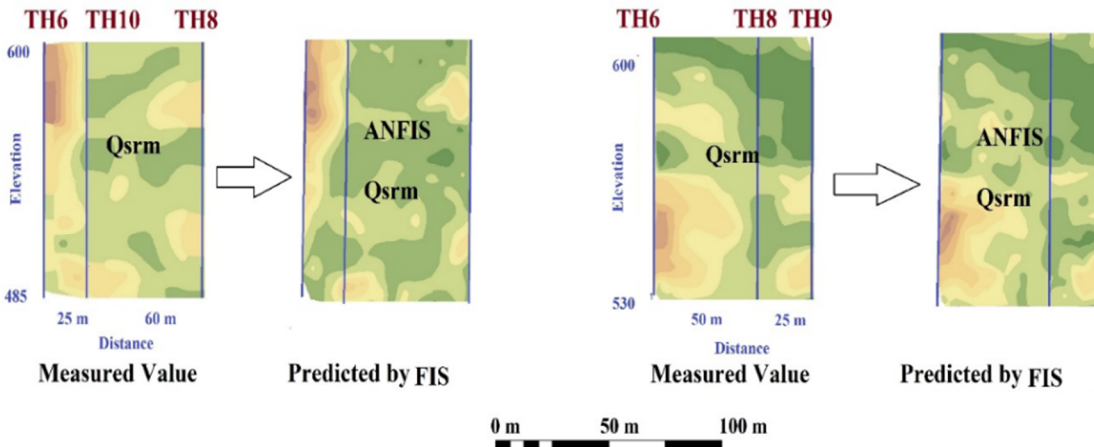 TH6 TH10 TH8
600
Elevation
Qsrm
485
25 m 60 m
Distance
Measured Value
ANFIS
Qsrm
Predicted by FIS
TH6 TH8 TH9
600
Elcvation
Qsrm
530
50 m 25 m
Distance
Measured Value
ANFIS
Qsrm
Predicted by FIS
0 m 50 m 100 m